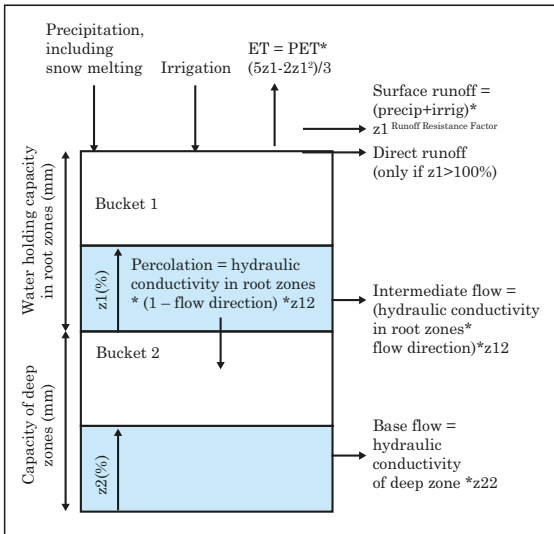 Precipitation,
including
snow melting
Irrigation
ET = PET*
(5z1-2z1²)/3
Surface runoff =
(precip+irrig)*
z1 Runoff Resistance Factor
Direct runoff
(only if z1>100%)
Water holding capacity
in root zones (mm)
Bucket 1
z1(%)
Percolation = hydraulic
conductivity in root zones
* (1 – flow direction) *z12
Intermediate flow =
(hydraulic conductivity
in root zones*
flow direction)*z12
Capacity of deep
zones (mm)
Bucket 2
z2(%)
Base flow =
hydraulic
conductivity
of deep zone *z22